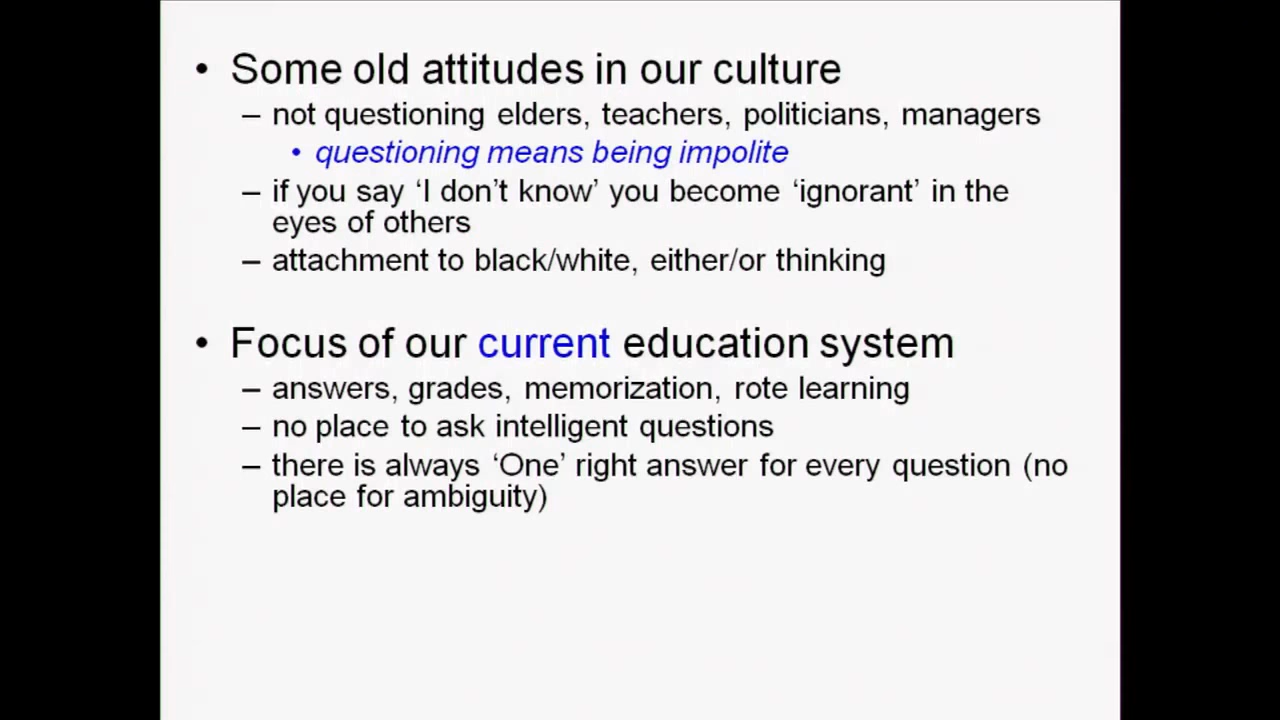 • Some old attitudes in our culture
– not questioning elders, teachers, politicians, managers
• questioning means being impolite
– if you say ‘I don’t know’ you become ‘ignorant’ in the
eyes of others
– attachment to black/white, either/or thinking
• Focus of our current education system
– answers, grades, memorization, rote learning
– no place to ask intelligent questions
– there is always ‘One’ right answer for every question (no
place for ambiguity)